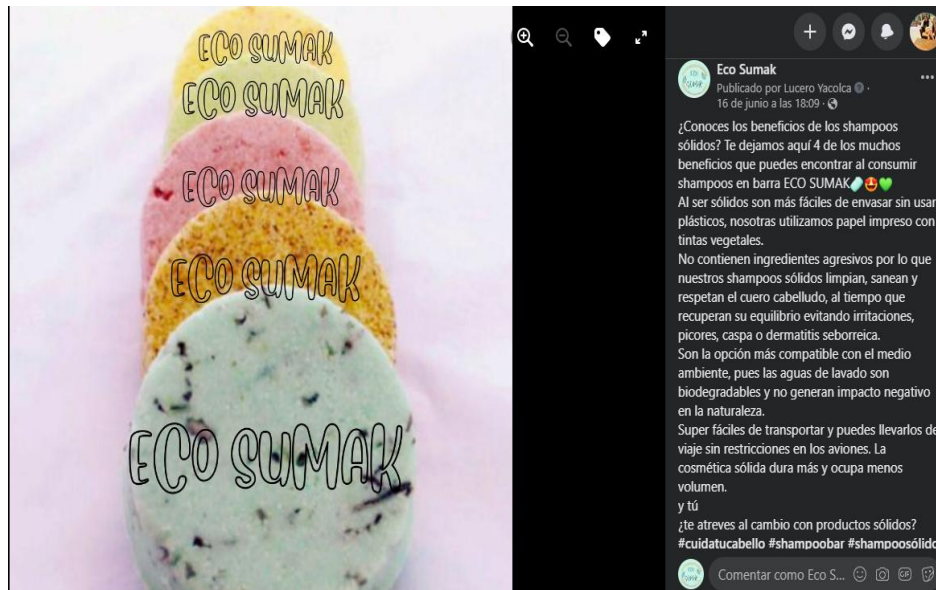 ECO SUMAK
ECO SUMAK
ECO SUMAK
ECO SUMAK
ECO SUMAK
Eco Sumak
Publicado por Lucero Yacolca
16 de junio a las 18:09 ·
¿Conoces los beneficios de los shampoos
sólidos? Te dejamos aquí 4 de los muchos
beneficios que puedes encontrar al consumir
shampoos en barra ECO SUMAK🧼🤩💚
Al ser sólidos son más fáciles de envasar sin usar
plásticos, nosotras utilizamos papel impreso con
tintas vegetales.
No contienen ingredientes agresivos por lo que
nuestros shampoos sólidos limpian, sanean y
respetan el cuero cabelludo, al tiempo que
recuperan su equilibrio evitando irritaciones,
picores, caspa o dermatitis seborreica.
Son la opción más compatible con el medio
ambiente, pues las aguas de lavado son
biodegradables y no generan impacto negativo
en la naturaleza.
Super fáciles de transportar y puedes llevarlos de
viaje sin restricciones en los aviones. La
cosmética sólida dura más y ocupa menos
volumen.
y tú
¿te atreves al cambio con productos sólidos?
#cuidatucabello #shampoobar #shampoosólido
Comentar como Eco S...